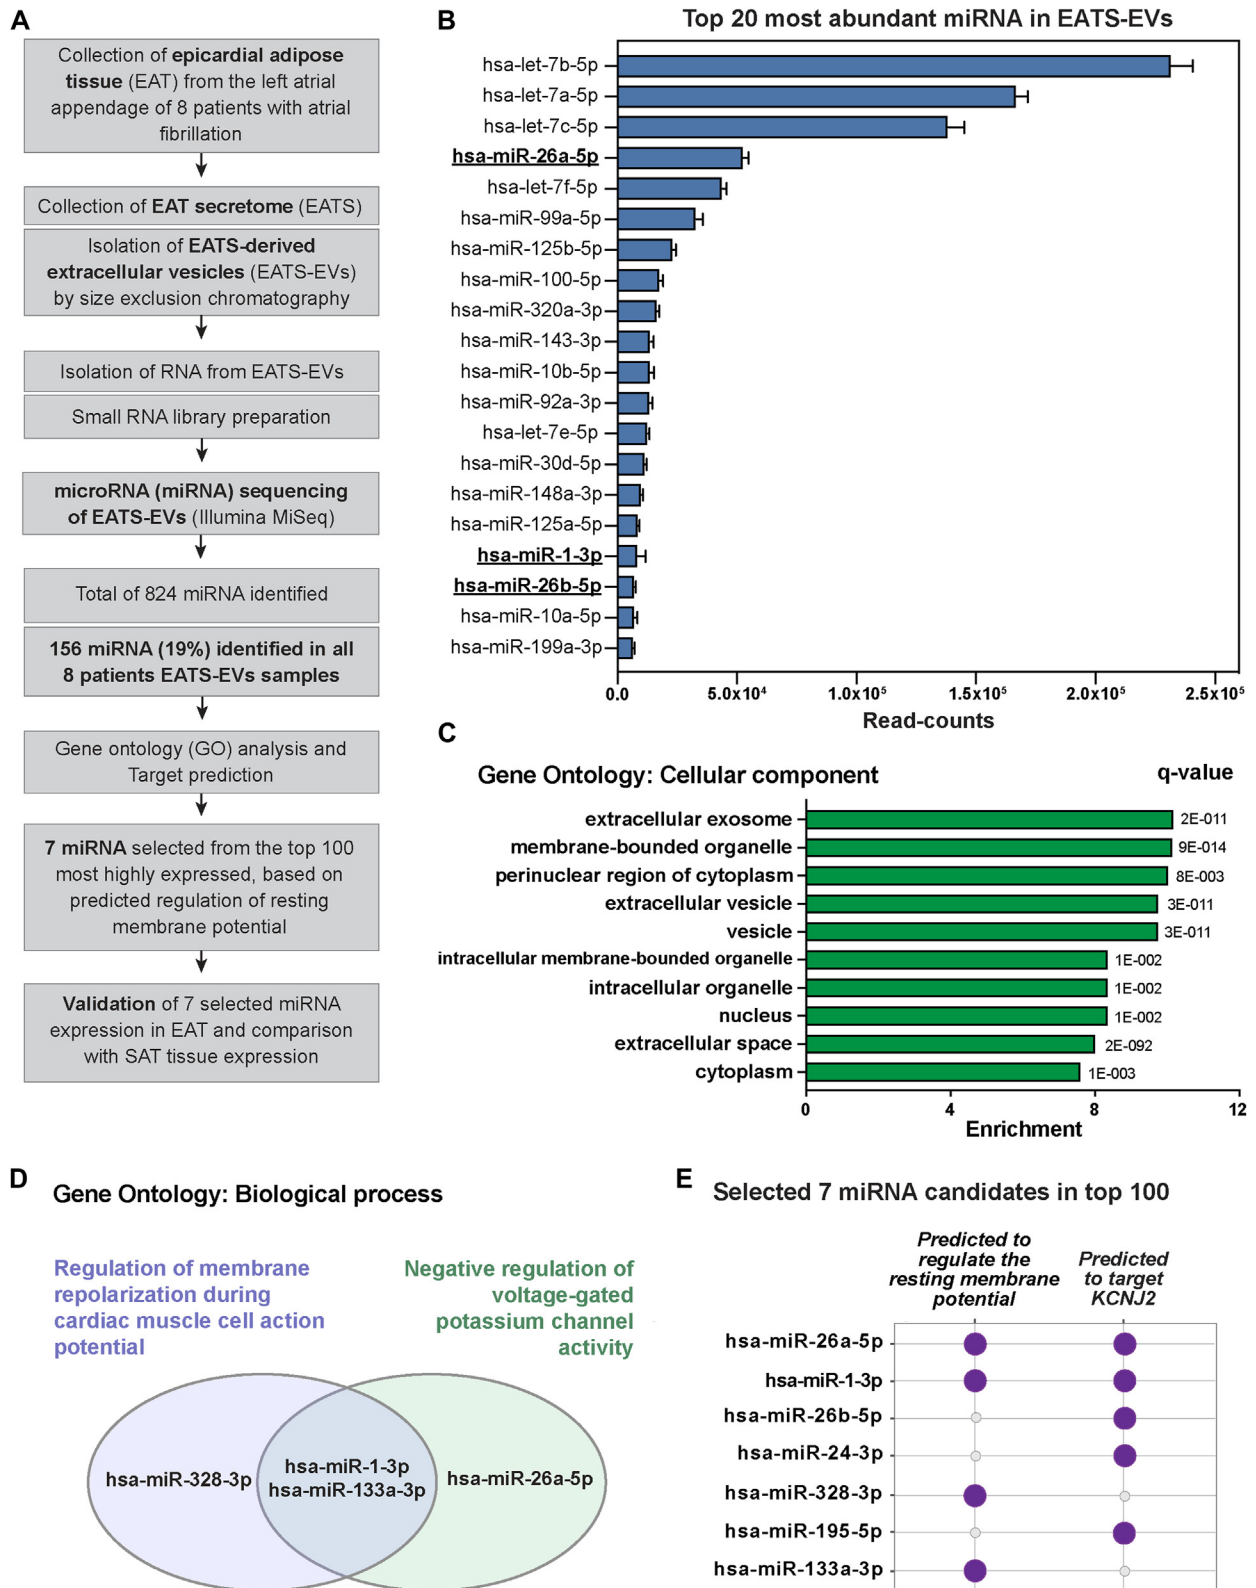 A
Collection of epicardial adipose
tissue (EAT) from the left atrial
appendage of 8 patients with atrial
fibrillation
Collection of EAT secretome (EATS)
Isolation of EATS-derived
extracellular vesicles (EATS-EVs)
by size exclusion chromatography
Isolation of RNA from EATS-EVs
Small RNA library preparation
microRNA (miRNA) sequencing
of EATS-EVs (Illumina MiSeq)
Total of 824 miRNA identified
156 miRNA (19%) identified in all
8 patients EATS-EVs samples
Gene ontology (GO) analysis and
Target prediction
7 miRNA selected from the top 100
most highly expressed, based on
predicted regulation of resting
membrane potential
Validation of 7 selected miRNA
expression in EAT and comparison
with SAT tissue expression
B
Top 20 most abundant miRNA in EATS-EVs
hsa-let-7b-5p
hsa-let-7a-5p
hsa-let-7c-5p
hsa-miR-26a-5p
hsa-let-7f-5p
hsa-miR-99a-5p
hsa-miR-125b-5p
hsa-miR-100-5p
hsa-miR-320a-3p
hsa-miR-143-3p
hsa-miR-10b-5p
hsa-miR-92a-3p
hsa-let-7e-5p
hsa-miR-30d-5p
hsa-miR-148a-3p
hsa-miR-125a-5p
hsa-miR-1-3p
hsa-miR-26b-5p
hsa-miR-10a-5p
hsa-miR-199a-3p
0.0 5.0x10⁴ 1.0x10⁵ 1.5x10⁵ 2.0x10⁵ 2.5x10⁵
Read-counts
C
Gene Ontology: Cellular component q-value
extracellular exosome 2E-011
membrane-bounded organelle 9E-014
perinuclear region of cytoplasm 8E-003
extracellular vesicle 3E-011
vesicle 3E-011
intracellular membrane-bounded organelle 1E-002
intracellular organelle 1E-002
nucleus 1E-002
extracellular space 2E-092
cytoplasm 1E-003
0 4 8 12
Enrichment
D
Gene Ontology: Biological process
Regulation of membrane
repolarization during
cardiac muscle cell action
potential
Negative regulation of
voltage-gated
potassium channel
activity
hsa-miR-328-3p
hsa-miR-1-3p
hsa-miR-133a-3p
hsa-miR-26a-5p
E
Selected 7 miRNA candidates in top 100
Predicted to
regulate the
resting membrane
potential
Predicted
to target
KCNJ2
hsa-miR-26a-5p
hsa-miR-1-3p
hsa-miR-26b-5p
hsa-miR-24-3p
hsa-miR-328-3p
hsa-miR-195-5p
hsa-miR-133a-3p